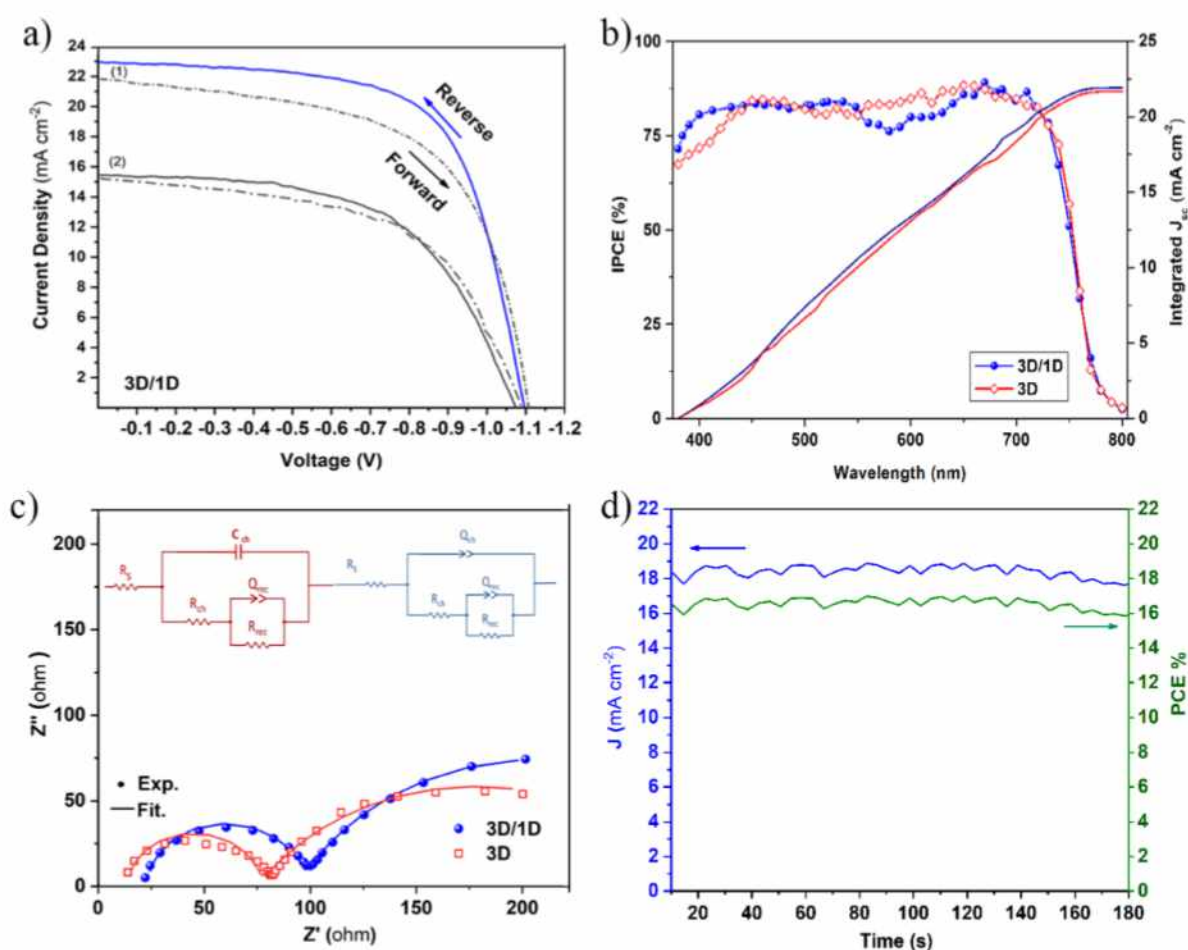 a)
24
22
20
18
16
14
12
10
8
6
4
2
Current Density (mA cm-2)
(1)
(2)
Reverse
Forward
3D/1D
-0.1 -0.2 -0.3 -0.4 -0.5 -0.6 -0.7 -0.8 -0.9 -1.0 -1.1 -1.2
Voltage (V)
b)
100
75
50
25
0
IPCE (%)
25
20
15
10
5
0
Integrated Jsc (mA cm-2)
3D/1D
3D
400 500 600 700 800
Wavelength (nm)
c)
200
175
150
100
50
0
Z'' (ohm)
Rs
Cch
Rch
Qrec
Rrec
Rs
Qch
Rch
Qrec
Rrec
Exp.
Fit.
3D/1D
3D
0 50 100 150 200
Z' (ohm)
d)
22
20
18
16
14
12
10
8
6
4
2
0
J (mA cm-2)
22
20
18
16
14
12
10
8
6
4
2
0
PCE %
20 40 60 80 100 120 140 160 180
Time (s)